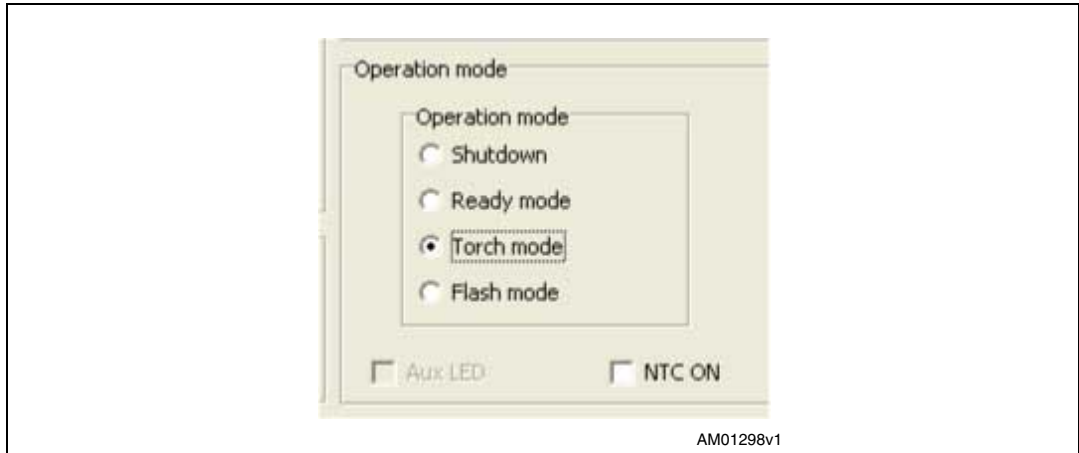 Operation mode
Operation mode
Shutdown
Ready mode
Torch mode
Flash mode
Aux LED NTC ON
AM01298v1